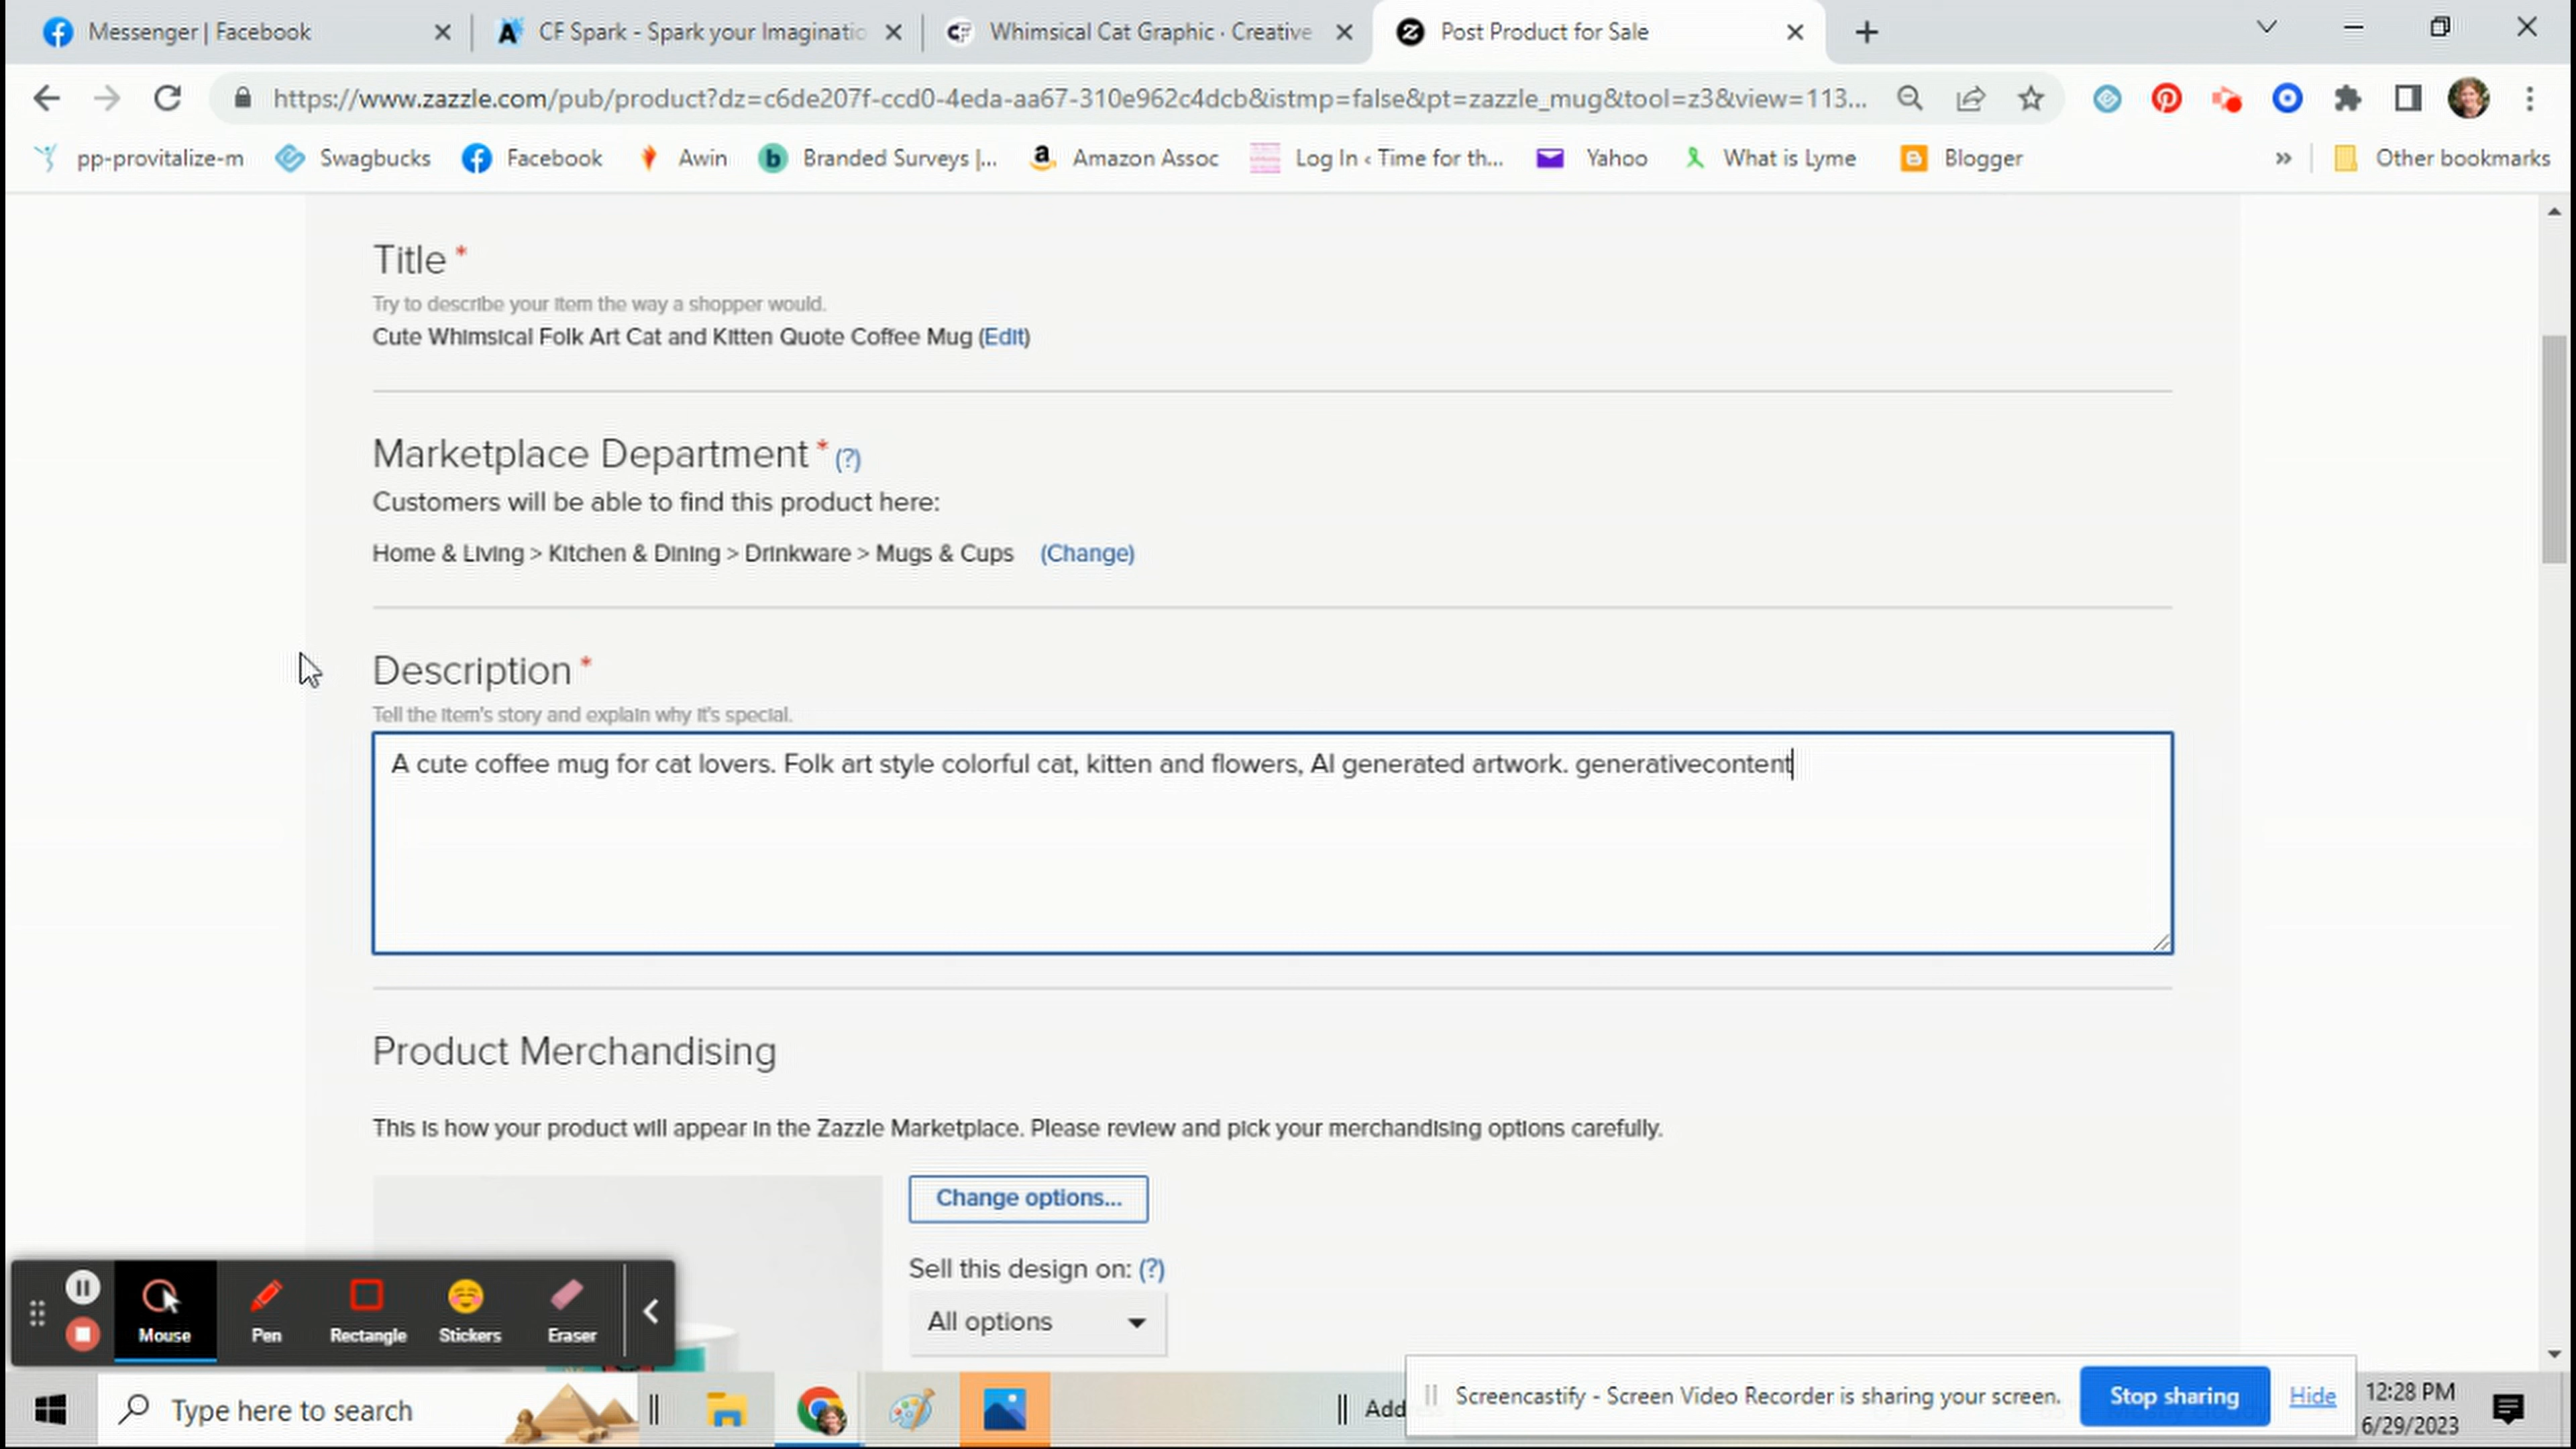 Messenger | Facebook
CF Spark - Spark your Imaginatio
Whimsical Cat Graphic · Creative
Post Product for Sale
https://www.zazzle.com/pub/product?dz=c6de207f-ccd0-4eda-aa67-310e962c4dcb&istmp=false&pt=zazzle_mug&tool=z3&view=113...
pp-provitalize-m
Swagbucks
Facebook
Awin
Branded Surveys |...
Amazon Assoc
Log In ‹ Time for th...
Yahoo
What is Lyme
Blogger
»
Other bookmarks
Title *
Try to describe your item the way a shopper would.
Cute Whimsical Folk Art Cat and Kitten Quote Coffee Mug (Edit)
Marketplace Department * (?)
Customers will be able to find this product here:
Home & Living > Kitchen & Dining > Drinkware > Mugs & Cups (Change)
Description *
Tell the item's story and explain why it's special.
A cute coffee mug for cat lovers. Folk art style colorful cat, kitten and flowers, AI generated artwork. generativecontent
Product Merchandising
This is how your product will appear in the Zazzle Marketplace. Please review and pick your merchandising options carefully.
Change options...
Sell this design on: (?)
All options
Mouse
Pen
Rectangle
Stickers
Eraser
Type here to search
Add
Screencastify - Screen Video Recorder is sharing your screen.
Stop sharing
Hide
12:28 PM
6/29/2023